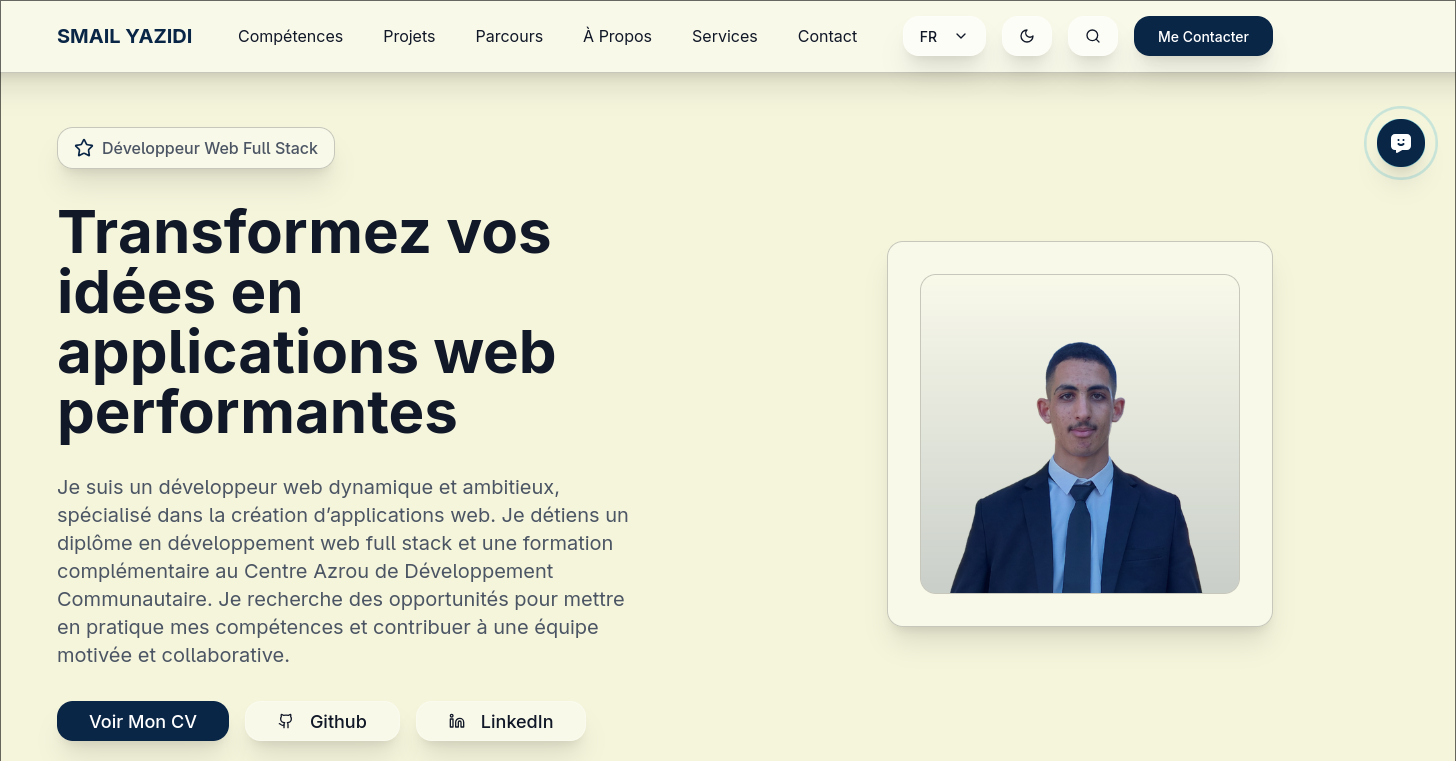 SMAIL YAZIDI
Compétences
Projets
Parcours
À Propos
Services
Contact
FR
Me Contacter
Développeur Web Full Stack
Transformez vos
idées en
applications web
performantes
Je suis un développeur web dynamique et ambitieux,
spécialisé dans la création d’applications web. Je détiens un
diplôme en développement web full stack et une formation
complémentaire au Centre Azrou de Développement
Communautaire. Je recherche des opportunités pour mettre
en pratique mes compétences et contribuer à une équipe
motivée et collaborative.
Voir Mon CV
Github
LinkedIn